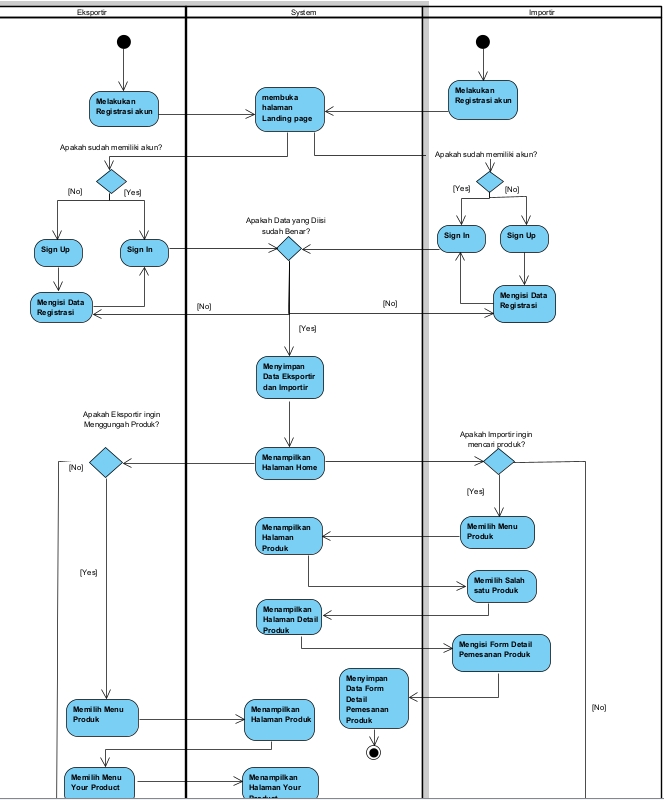 Eksportir
System
Importir
Melakukan
Registrasi akun
membuka
halaman
Landing page
Melakukan
Registrasi akun
Apakah sudah memiliki akun?
Apakah sudah memiliki akun?
[No]
[Yes]
[Yes]
[No]
Apakah Data yang Diisi
sudah Benar?
Sign Up
Sign In
Sign In
Sign Up
Mengisi Data
Registrasi
Mengisi Data
Registrasi
[No]
[No]
[Yes]
Menyimpan
Data Eksportir
dan Importir
Apakah Eksportir ingin
Menggungah Produk?
Apakah Importir ingin
mencari produk?
[No]
Menampilkan
Halaman Home
[Yes]
Menampilkan
Halaman
Produk
Memilih Menu
Produk
[Yes]
Memilih Salah
satu Produk
Menampilkan
Halaman Detail
Produk
Mengisi Form Detail
Pemesanan Produk
Menyimpan
Data Form
Detail
Pemesanan
Produk
Memilih Menu
Produk
Menampilkan
Halaman Produk
[No]
Memilih Menu
Your Product
Menampilkan
Halaman Your
Product